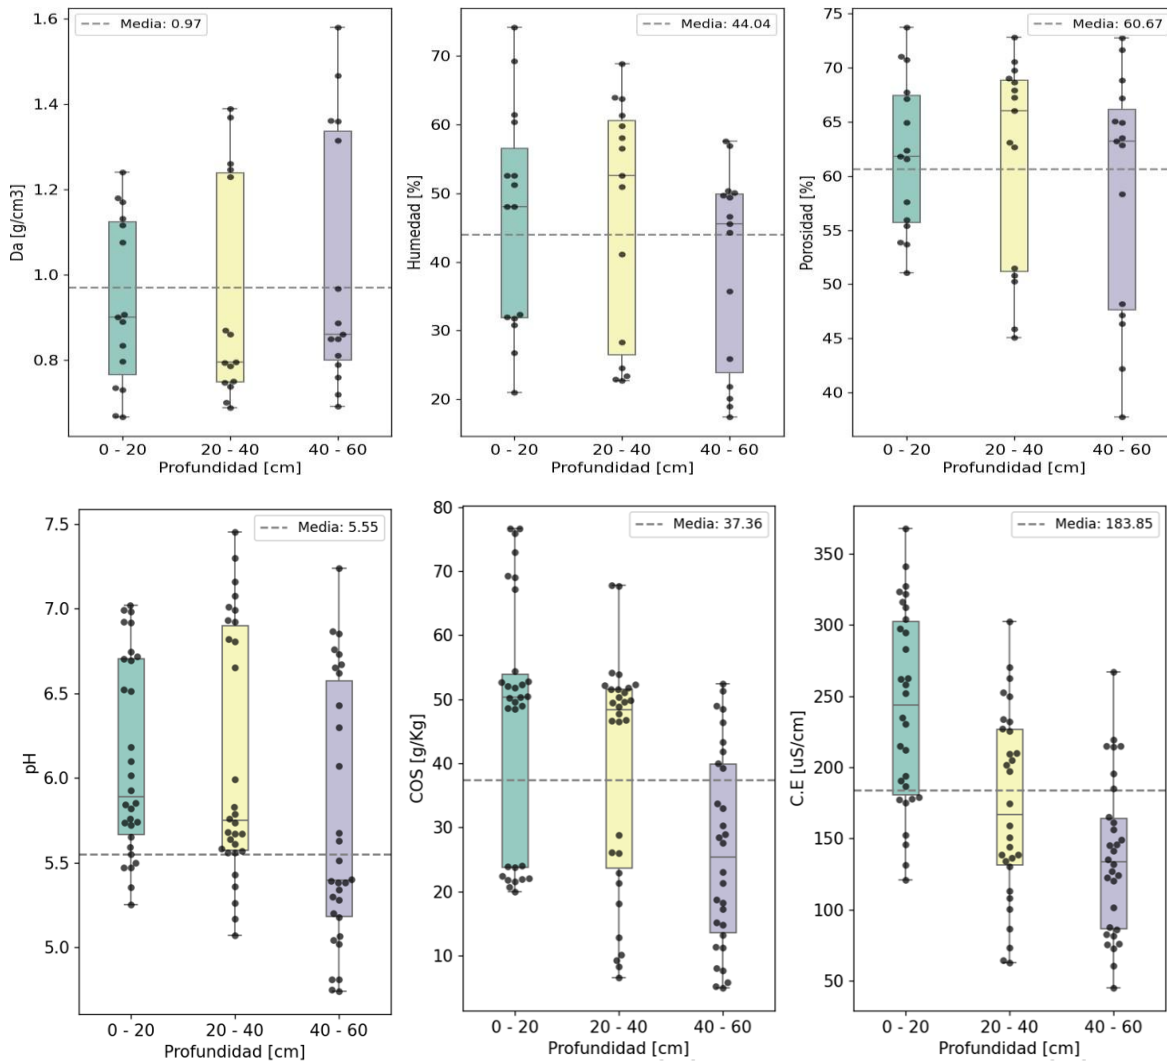 Media: 0.97
1.6
1.4
1.2
1.0
0.8
Da [g/cm3]
0 - 20 20 - 40 40 - 60
Profundidad [cm]
Media: 44.04
70
60
50
40
30
20
Humedad [%]
0 - 20 20 - 40 40 - 60
Profundidad [cm]
Media: 60.67
75
70
65
60
55
50
45
40
Porosidad [%]
0 - 20 20 - 40 40 - 60
Profundidad [cm]
Media: 5.55
7.5
7.0
6.5
6.0
5.5
5.0
pH
0 - 20 20 - 40 40 - 60
Profundidad [cm]
Media: 37.36
80
70
60
50
40
30
20
10
COS [g/Kg]
0 - 20 20 - 40 40 - 60
Profundidad [cm]
Media: 183.85
350
300
250
200
150
100
50
C.E [uS/cm]
0 - 20 20 - 40 40 - 60
Profundidad [cm]